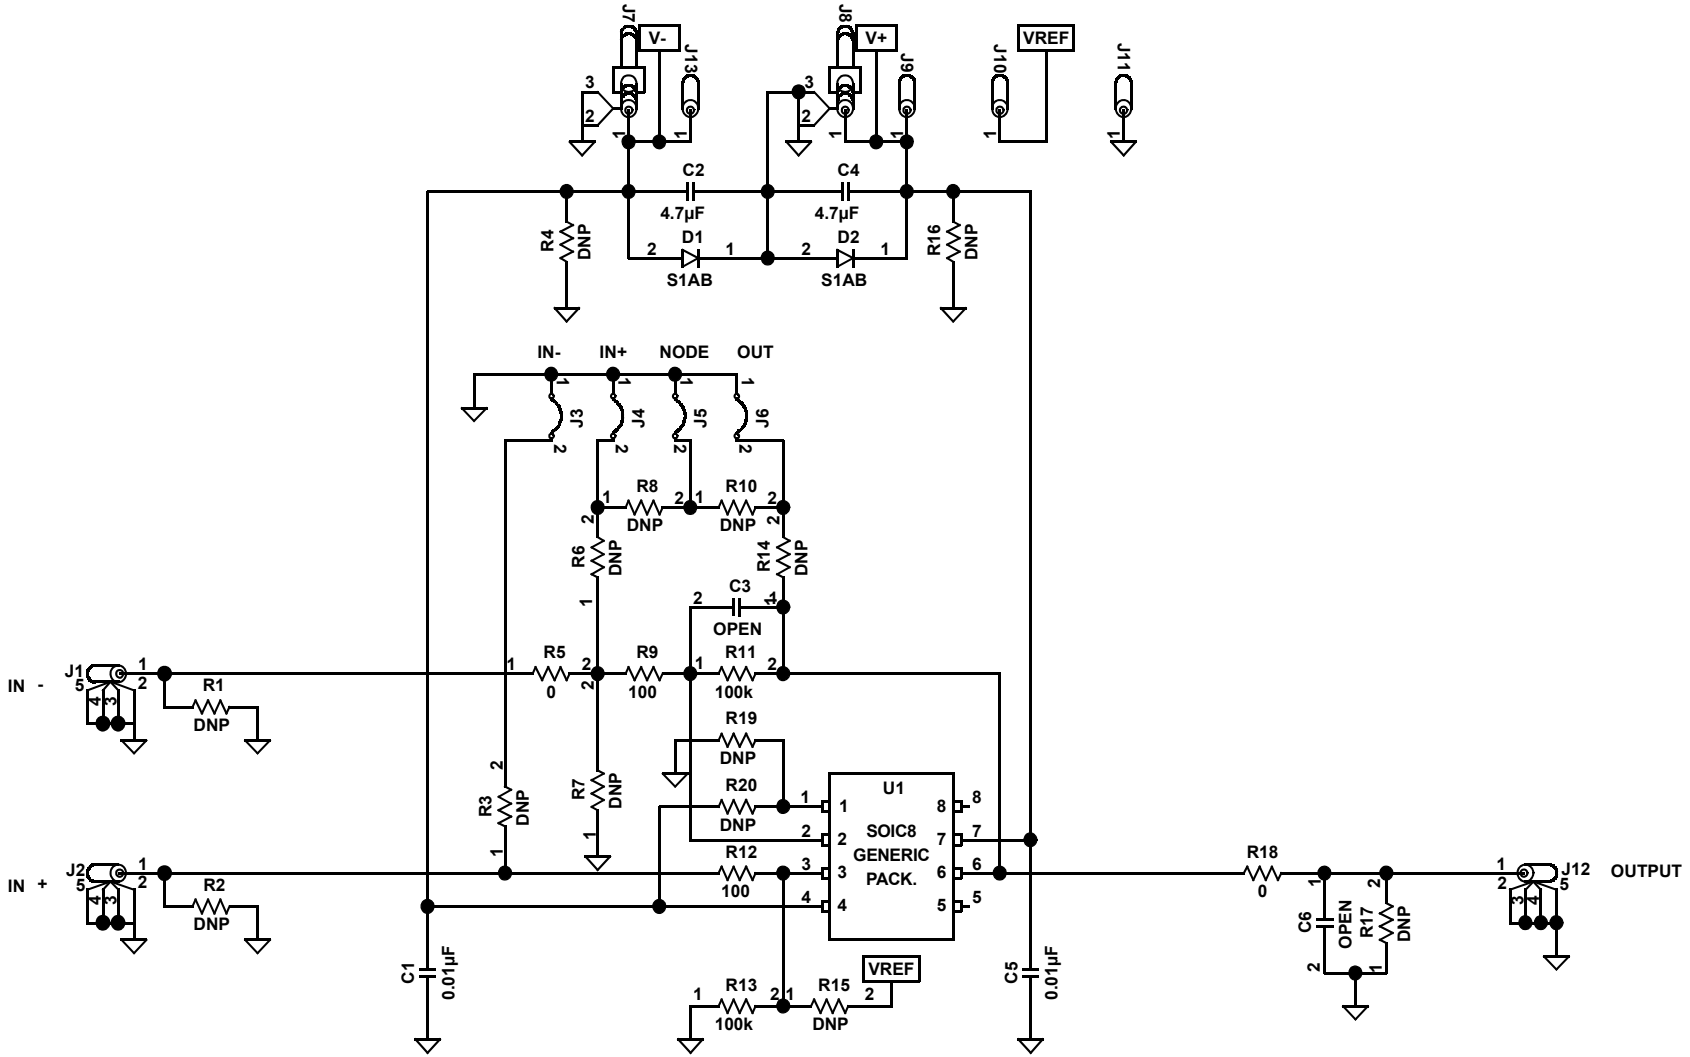 J7
V-
J13
J8
V+
J9
J10
VREF
J11
3
2
1
1
3
2
1
1
1
1
C2
4.7µF
C4
4.7µF
R4
DNP
2
D1
1
S1AB
2
D2
1
S1AB
R16
DNP
IN-
IN+
NODE
OUT
1
1
1
1
J3
J4
J5
J6
2
2
2
2
1
R8
2
DNP
1
R10
2
DNP
2
R6
DNP
1
2
R14
DNP
1
2
C3
1
OPEN
IN -
J1
1
2
5
4
3
R1
DNP
1
R5
2
0
2
R9
100
1
R11
2
100k
R19
DNP
R20
DNP
2
R3
DNP
1
R7
DNP
1
U1
SOIC8
GENERIC
PACK.
1
1
2
2
3
3
4
4
8
8
7
7
6
6
5
5
IN +
J2
1
2
5
4
3
R2
DNP
R12
100
R18
0
1
C6
OPEN
2
2
R17
DNP
1
1
2
3
4
5
J12
OUTPUT
C1
0.01µF
C5
0.01µF
1
R13
2
100k
1
R15
2
DNP
VREF